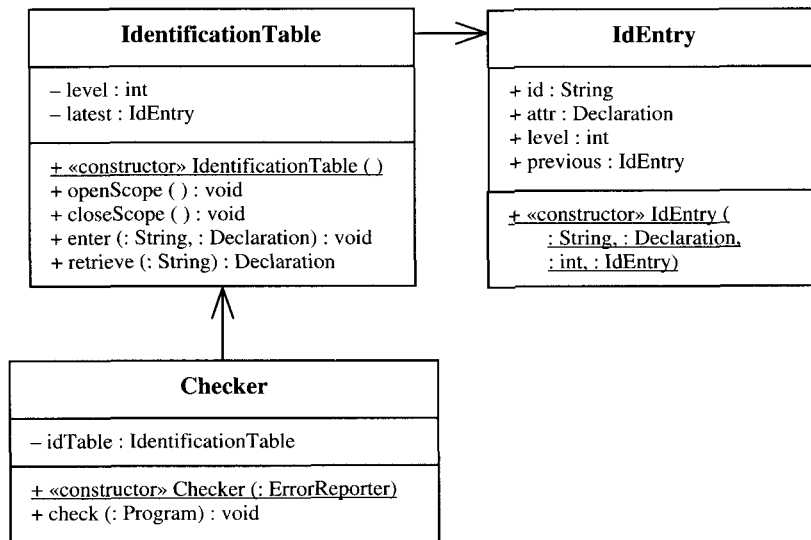 IdentificationTable
– level : int
– latest : IdEntry
+ «constructor» IdentificationTable ( )
+ openScope ( ) : void
+ closeScope ( ) : void
+ enter (: String, : Declaration) : void
+ retrieve (: String) : Declaration
IdEntry
+ id : String
+ attr : Declaration
+ level : int
+ previous : IdEntry
+ «constructor» IdEntry (
: String, : Declaration,
: int, : IdEntry)
Checker
– idTable : IdentificationTable
+ «constructor» Checker (: ErrorReporter)
+ check (: Program) : void